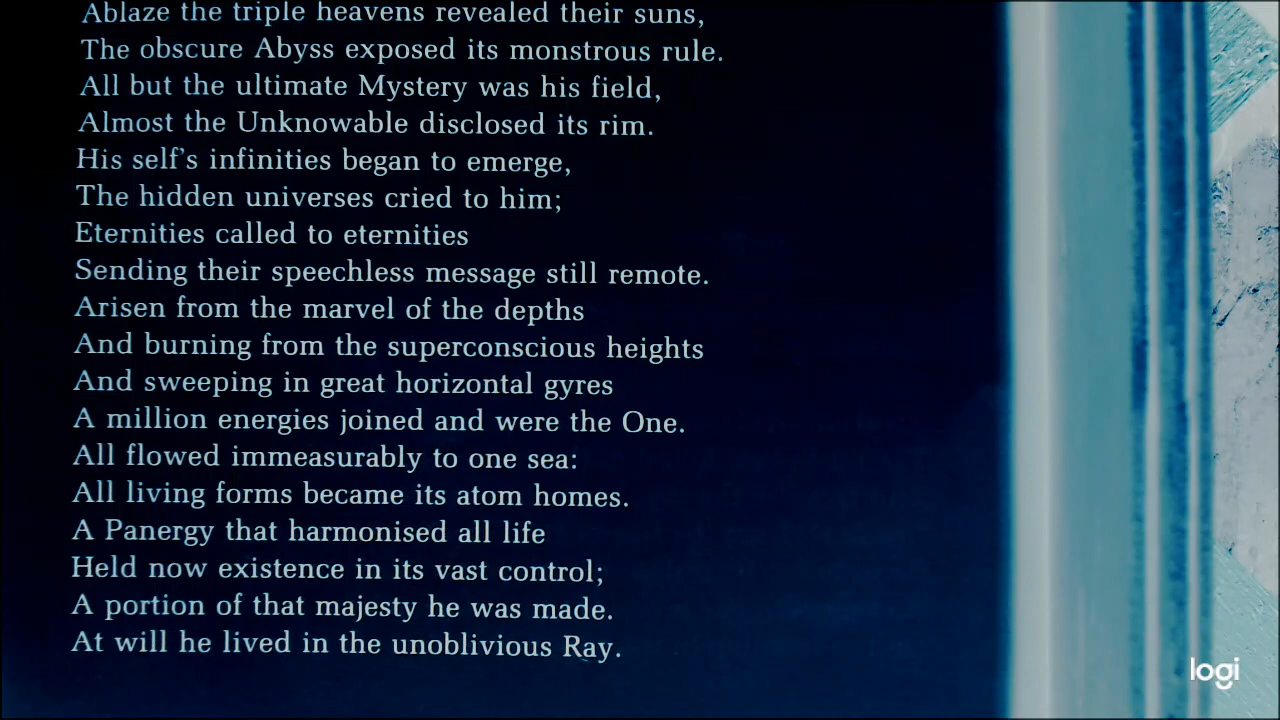 Ablaze the triple heavens revealed their suns,
The obscure Abyss exposed its monstrous rule.
All but the ultimate Mystery was his field,
Almost the Unknowable disclosed its rim.
His self’s infinities began to emerge,
The hidden universes cried to him;
Eternities called to eternities
Sending their speechless message still remote.
Arisen from the marvel of the depths
And burning from the superconscious heights
And sweeping in great horizontal gyres
A million energies joined and were the One.
All flowed immeasurably to one sea:
All living forms became its atom homes.
A Panergy that harmonised all life
Held now existence in its vast control;
A portion of that majesty he was made.
At will he lived in the unoblivious Ray.
logi